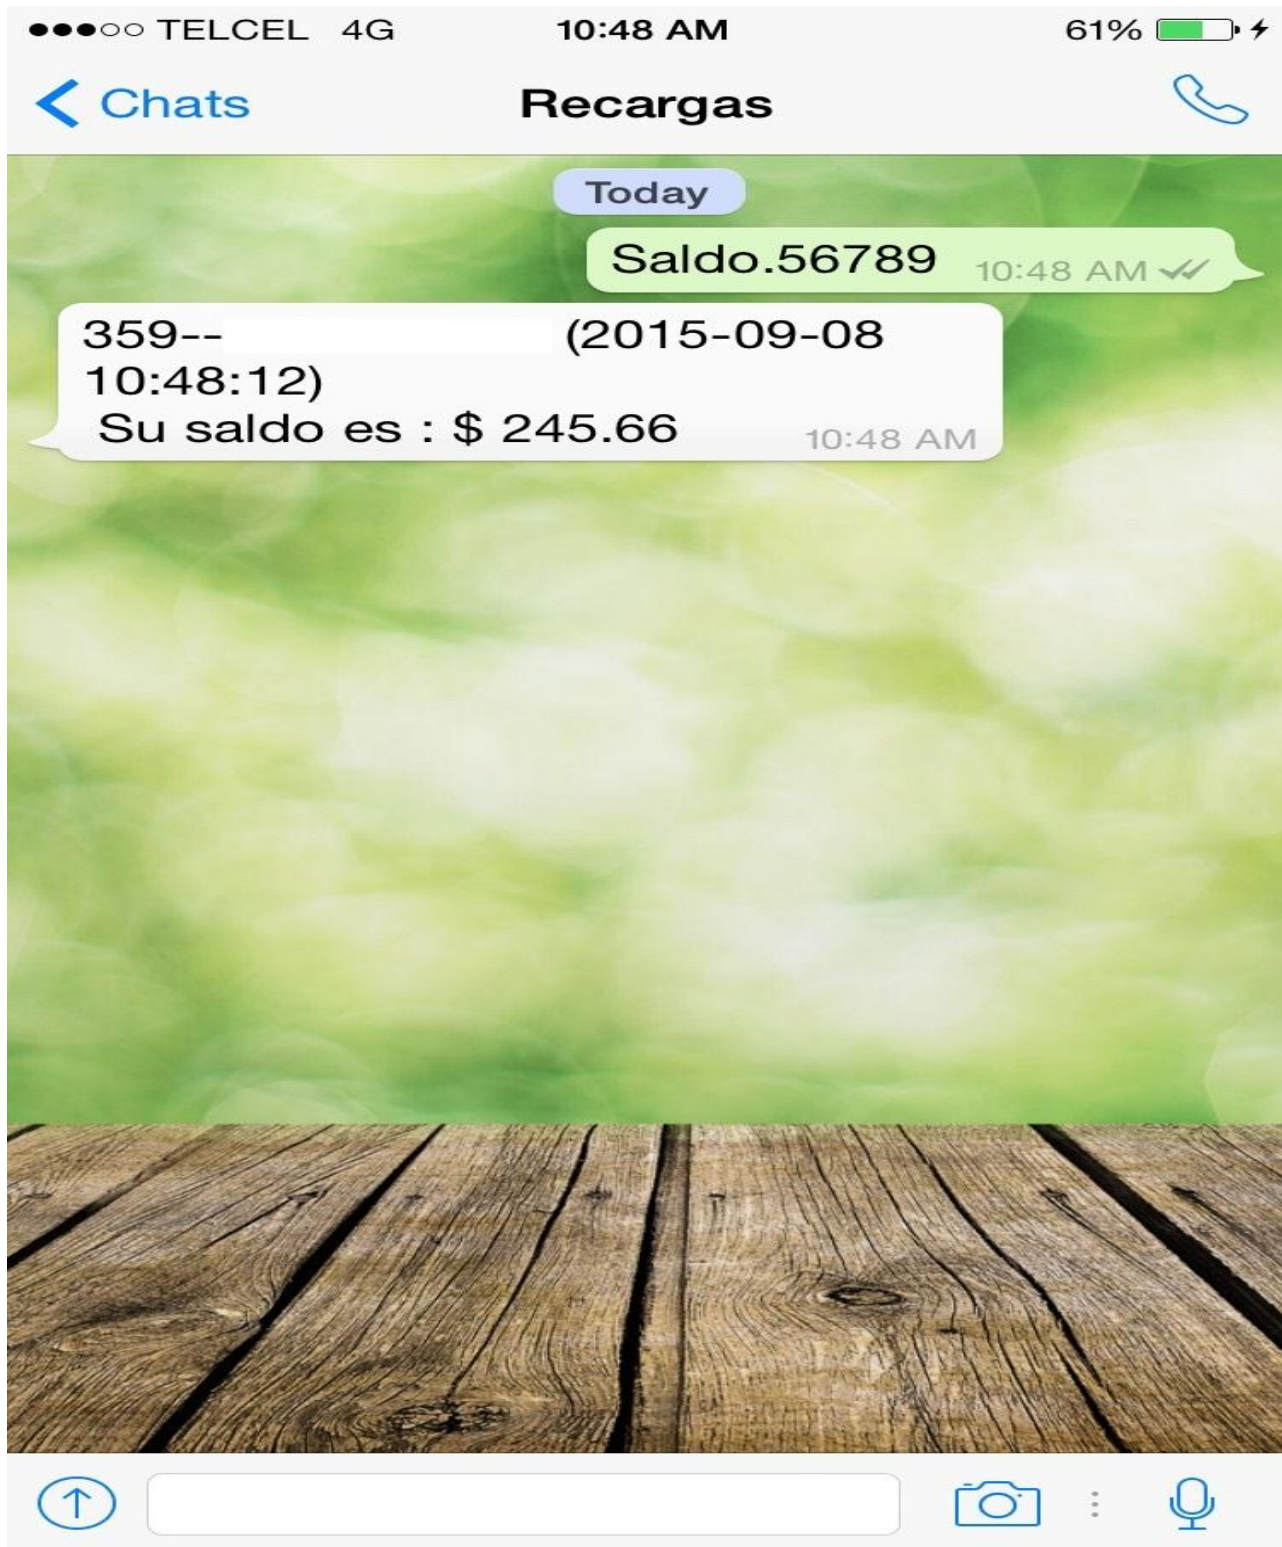 TELCEL 4G 10:48 AM 61%
Chats Recargas
Today
Saldo.56789 10:48 AM
359-- (2015-09-08
10:48:12)
Su saldo es : $ 245.66 10:48 AM